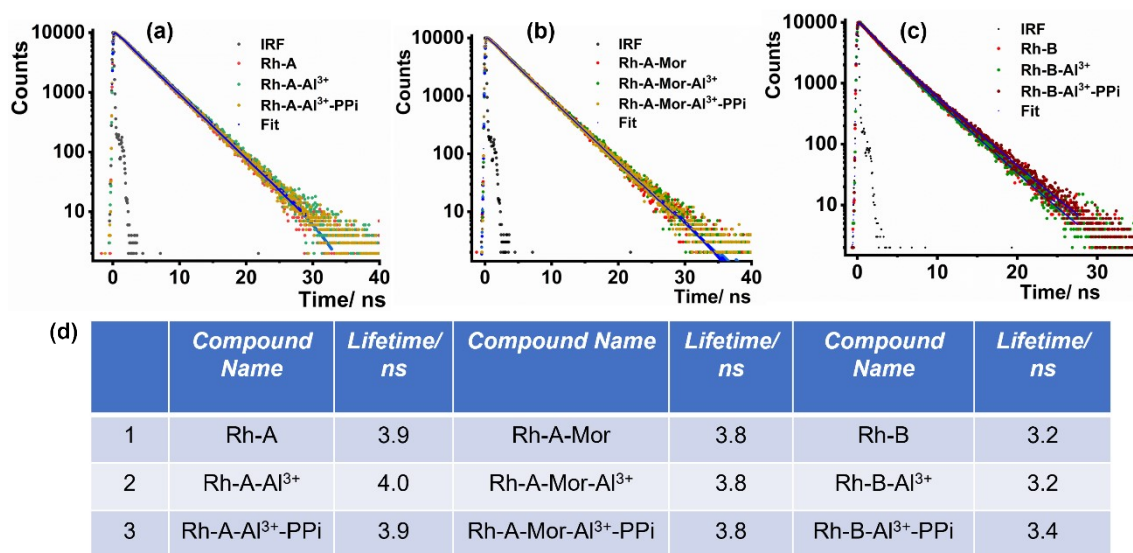 (a)
10000
1000
100
10
Counts
IRF
Rh-A
Rh-A-Al³⁺
Rh-A-Al³⁺-PPi
Fit
0 10 20 30 40
Time/ ns
(b)
10000
1000
100
10
Counts
IRF
Rh-A-Mor
Rh-A-Mor-Al³⁺
Rh-A-Mor-Al³⁺-PPi
Fit
0 10 20 30 40
Time/ ns
(c)
10000
1000
100
10
Counts
IRF
Rh-B
Rh-B-Al³⁺
Rh-B-Al³⁺-PPi
Fit
0 10 20 30
Time/ ns
(d)
Compound Name Lifetime/ ns Compound Name Lifetime/ ns Compound Name Lifetime/ ns
1 Rh-A 3.9 Rh-A-Mor 3.8 Rh-B 3.2
2 Rh-A-Al³⁺ 4.0 Rh-A-Mor-Al³⁺ 3.8 Rh-B-Al³⁺ 3.2
3 Rh-A-Al³⁺-PPi 3.9 Rh-A-Mor-Al³⁺-PPi 3.8 Rh-B-Al³⁺-PPi 3.4